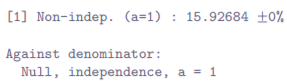 [1] Non-indep. (a=1) : 15.92684 ±0%
Against denominator:
Null, independence, a = 1